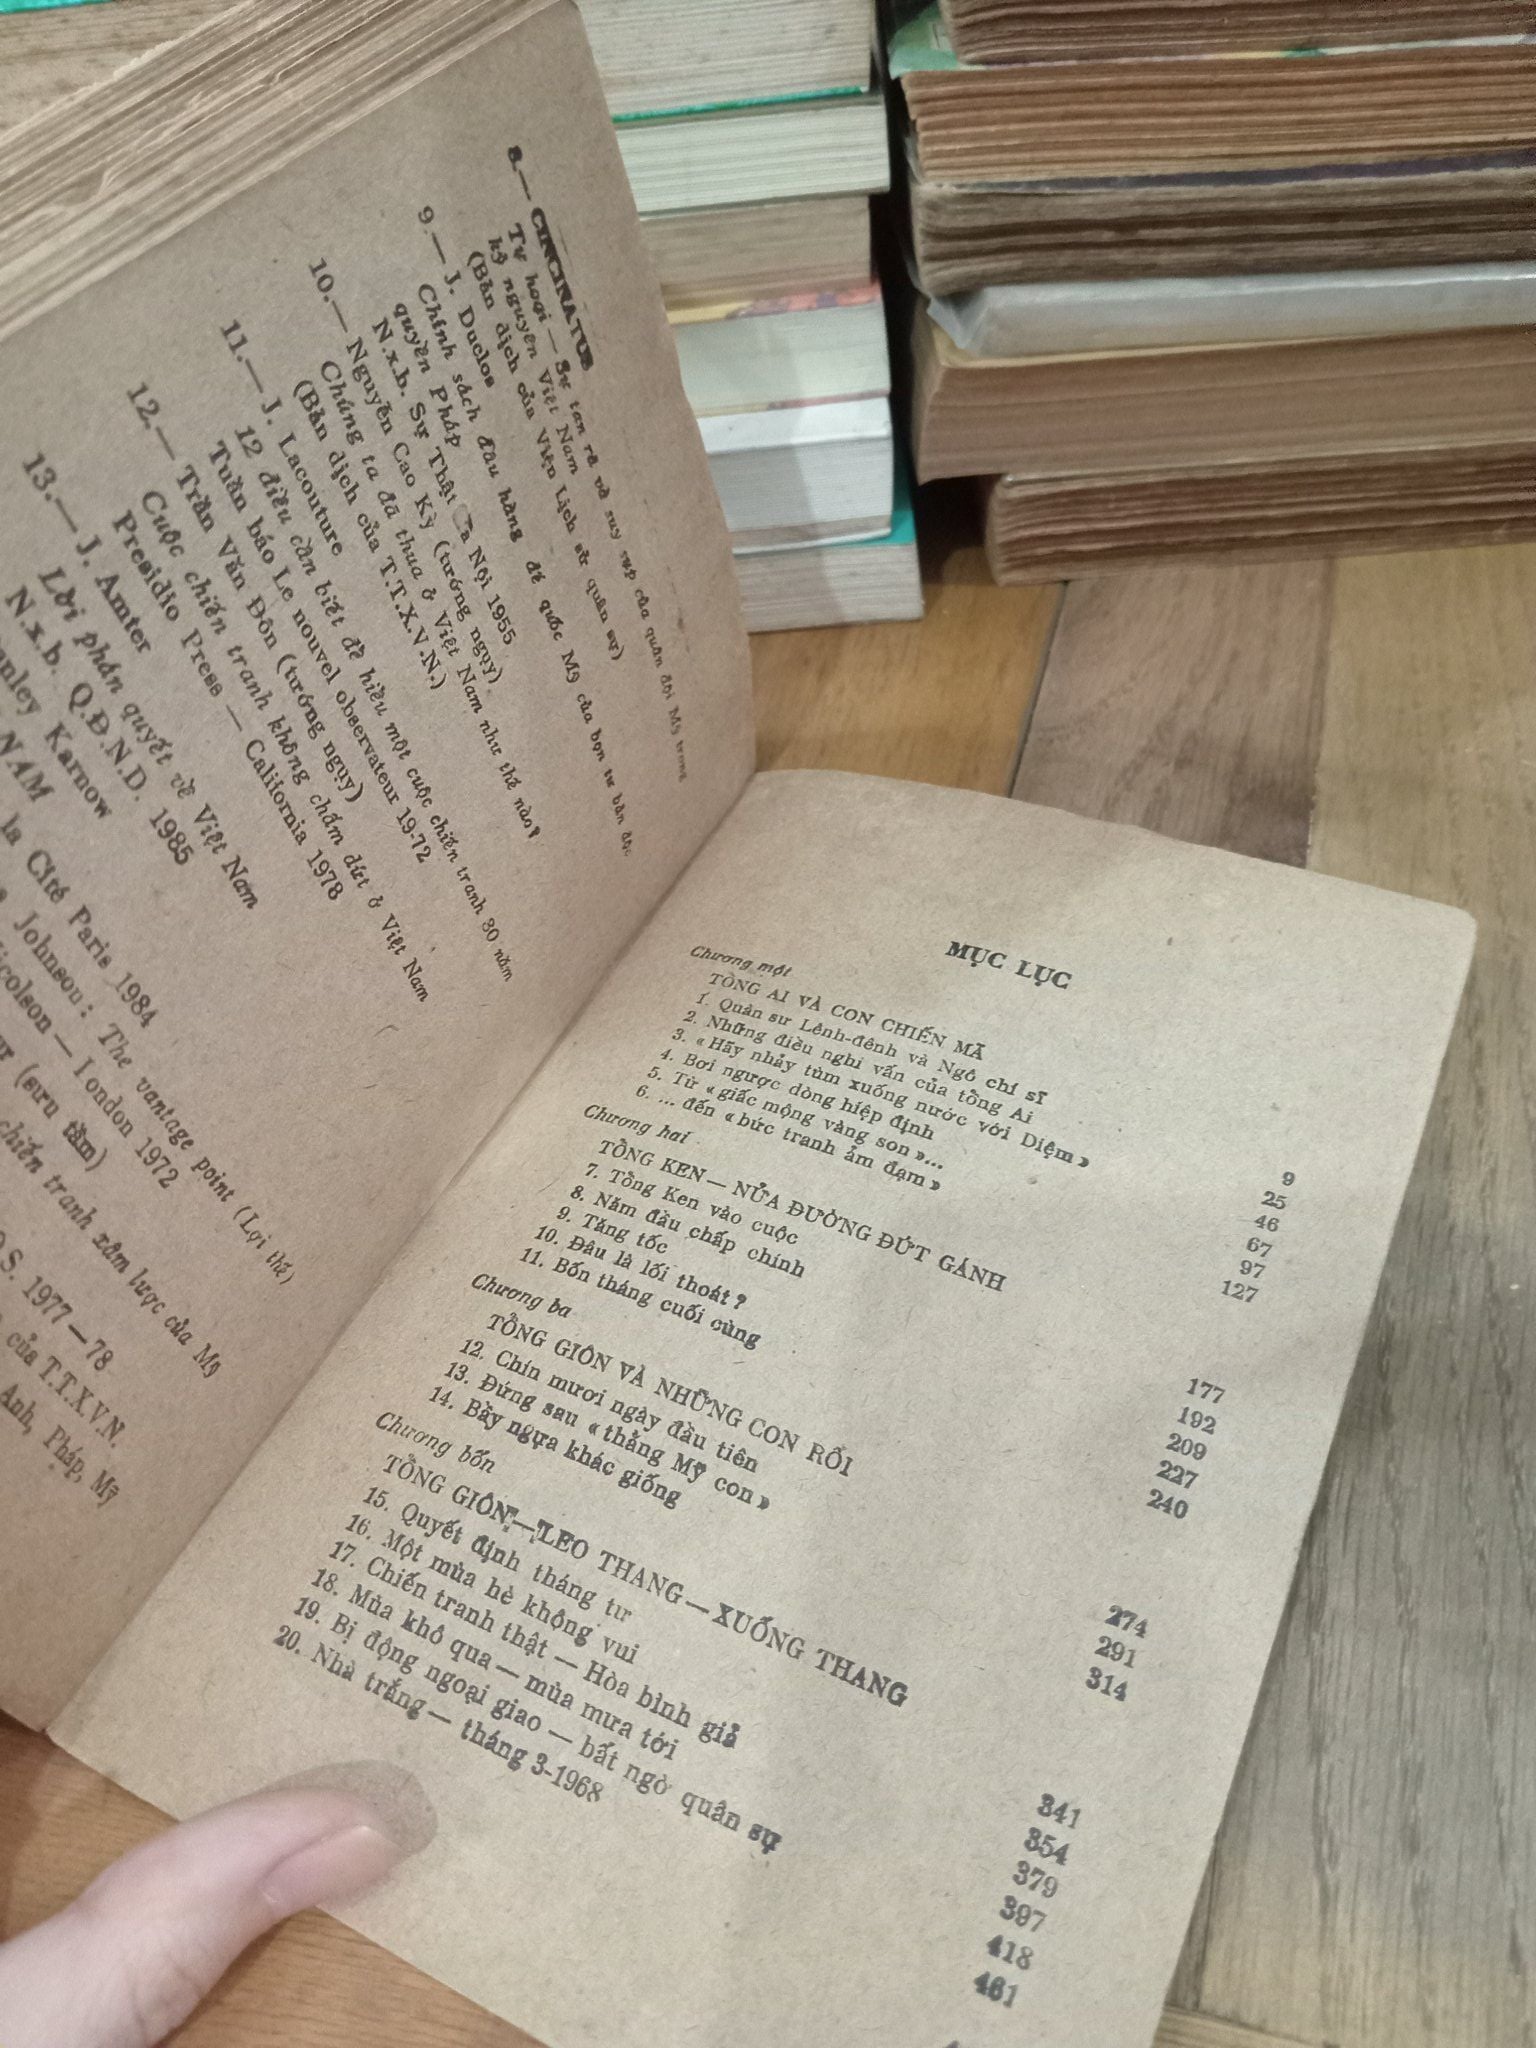 8.— CINCINATUS
Tự hoại — Sự tan rã và suy sụp của quân đội Mỹ trong
kỷ nguyên Việt Nam
(Bản dịch của Viện Lịch sử quân sự)
9.— J. Duclos
Chính sách đầu hàng đế quốc Mỹ của bọn tư bản độc
quyền Pháp
N.x.b. Sự Thật Hà Nội 1955
10.— Nguyễn Cao Kỳ (tướng ngụy)
Chúng ta đã thua ở Việt Nam như thế nào?
(Bản dịch của T.T.X.V.N.)
11.— J. Lacouture
12 điều cần biết để hiểu một cuộc chiến tranh 30 năm
Tuần báo Le nouvel observateur 19-72
12.— Trần Văn Đôn (tướng ngụy)
Cuộc chiến tranh không chấm dứt ở Việt Nam
Presidio Press — California 1978
13.— J. Amter
Lời phán quyết về Việt Nam
N.x.b. Q.Đ.N.D. 1985
Karnow
NAM
la Cité Paris 1984
Johnson: The vantage point (Lợi thế)
— London 1972
(sưu tầm)
chiến tranh xâm lược của Mỹ
S. 1977—78
của T.T.X.V.N.
Anh, Pháp, Mỹ
MỤC LỤC
Chương một
TỔNG AI VÀ CON CHIẾN MÃ
1. Quân sư Lênh-đênh và Ngô chí sĩ 9
2. Những điều nghi vấn của tổng Ai 25
3. «Hãy nhảy tùm xuống nước với Diệm» 46
4. Bơi ngược dòng hiệp định 67
5. Từ «giấc mộng vàng son»... 97
6. ... đến «bức tranh ảm đạm» 127
Chương hai
TỔNG KEN — NỬA ĐƯỜNG ĐỨT GÁNH
7. Tổng Ken vào cuộc 177
8. Năm đầu chấp chính 192
9. Tăng tốc 209
10. Đâu là lối thoát? 227
11. Bốn tháng cuối cùng 240
Chương ba
TỔNG GIÔN VÀ NHỮNG CON RỐI
12. Chín mươi ngày đầu tiên 274
13. Đứng sau «thằng Mỹ con» 291
14. Bầy ngựa khác giống 314
Chương bốn
TỔNG GIÔN — LEO THANG — XUỐNG THANG
15. Quyết định tháng tư 341
16. Một mùa hè không vui 354
17. Chiến tranh thật — Hòa bình giả 379
18. Mùa khô qua — mùa mưa tới 397
19. Bị động ngoại giao — bất ngờ quân sự 418
20. Nhà trắng — tháng 3-1968 461